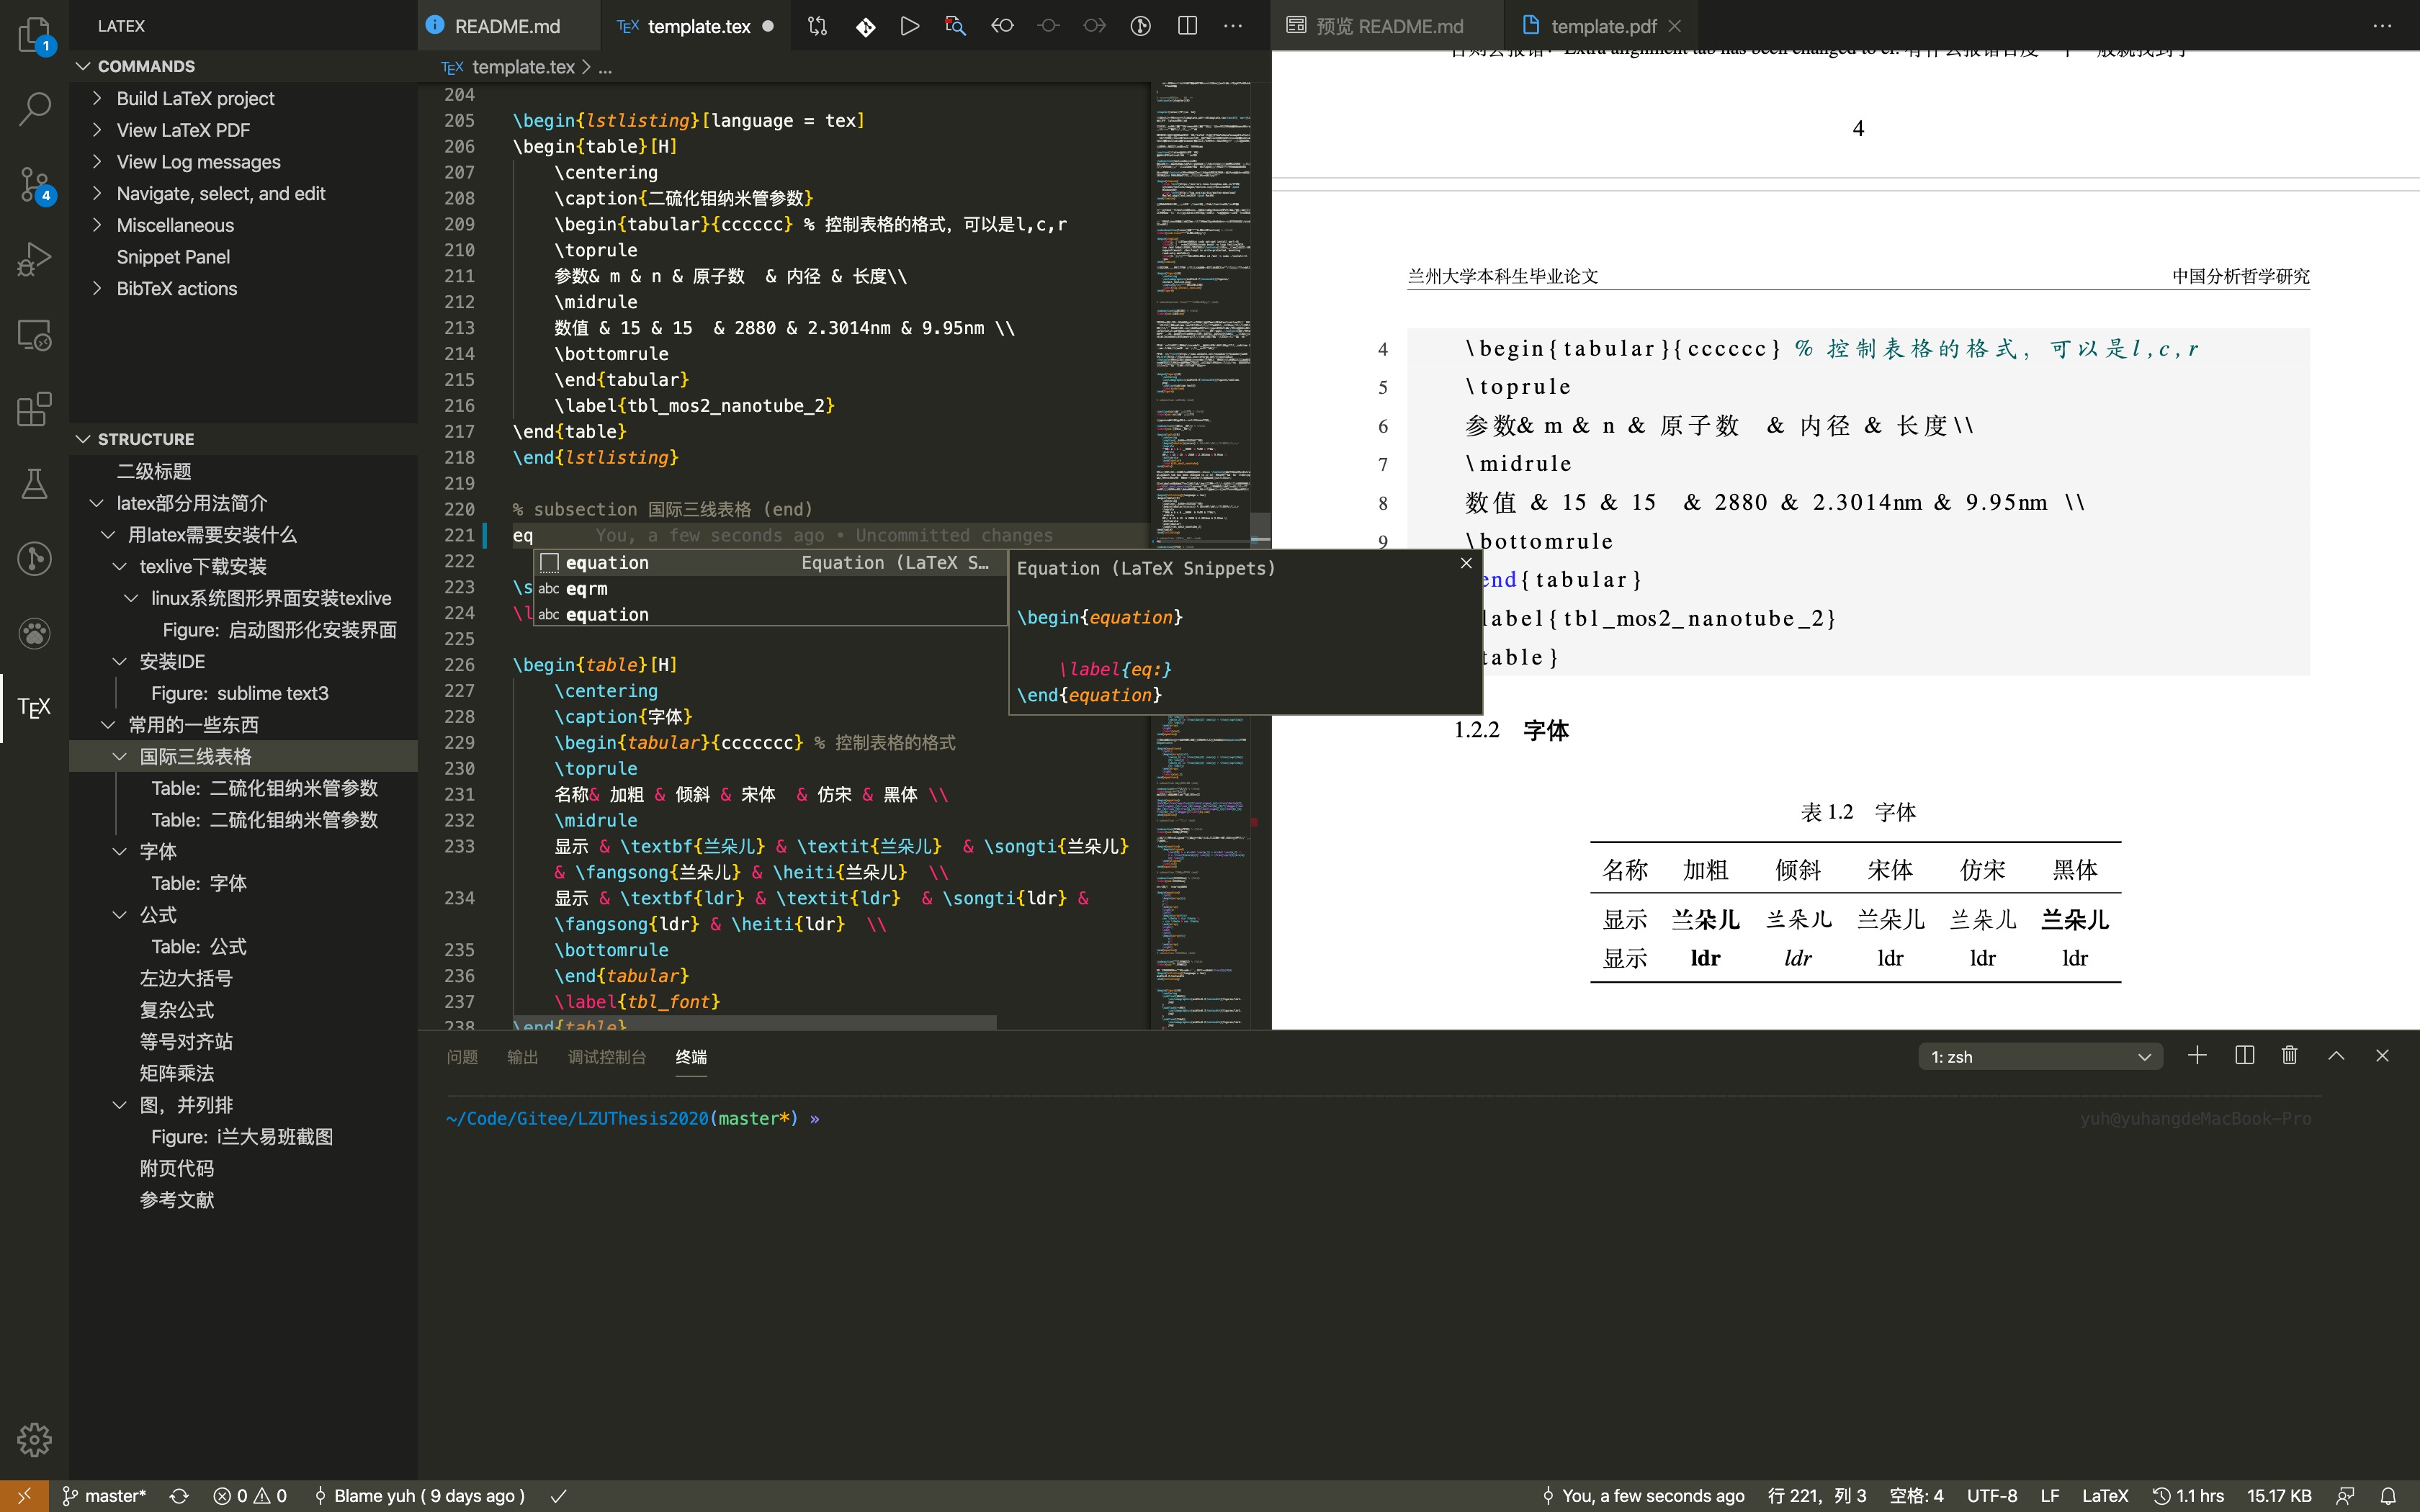 LATEX
COMMANDS
Build LaTeX project
View LaTeX PDF
View Log messages
Navigate, select, and edit
Miscellaneous
Snippet Panel
BibTeX actions
STRUCTURE
二级标题
latex部分用法简介
用latex需要安装什么
texlive下载安装
linux系统图形界面安装texlive
Figure: 启动图形化安装界面
安装IDE
Figure: sublime text3
常用的一些东西
国际三线表格
Table: 二硫化钼纳米管参数
Table: 二硫化钼纳米管参数
字体
Table: 字体
公式
Table: 公式
左边大括号
复杂公式
等号对齐站
矩阵乘法
图，并列排
Figure: i兰大易班截图
附页代码
参考文献
1
4
TEX
README.md
TEX template.tex
TEX template.tex > ...
204
205 \begin{lstlisting}[language = tex]
206 \begin{table}[H]
207 \centering
208 \caption{二硫化钼纳米管参数}
209 \begin{tabular}{cccccc} % 控制表格的格式，可以是l,c,r
210 \toprule
211 参数& m & n & 原子数 & 内径 & 长度\\
212 \midrule
213 数值 & 15 & 15 & 2880 & 2.3014nm & 9.95nm \\
214 \bottomrule
215 \end{tabular}
216 \label{tbl_mos2_nanotube_2}
217 \end{table}
218 \end{lstlisting}
219
220 % subsection 国际三线表格 (end)
221 eq You, a few seconds ago • Uncommitted changes
222
223 \s
224 \l
225
equation Equation (LaTeX S…
abc eqrm
abc equation
Equation (LaTeX Snippets)
\begin{equation}
\label{eq:}
\end{equation}
226 \begin{table}[H]
227 \centering
228 \caption{字体}
229 \begin{tabular}{ccccccc} % 控制表格的格式
230 \toprule
231 名称& 加粗 & 倾斜 & 宋体 & 仿宋 & 黑体 \\
232 \midrule
233 显示 & \textbf{兰朵儿} & \textit{兰朵儿} & \songti{兰朵儿}
& \fangsong{兰朵儿} & \heiti{兰朵儿} \\
234 显示 & \textbf{ldr} & \textit{ldr} & \songti{ldr} &
\fangsong{ldr} & \heiti{ldr} \\
235 \bottomrule
236 \end{tabular}
237 \label{tbl_font}
238 \end{table}
预览 README.md
template.pdf
4
兰州大学本科生毕业论文 中国分析哲学研究
4 \begin{tabular}{cccccc} % 控制表格的格式，可以是l,c,r
5 \toprule
6 参数& m & n & 原子数 & 内径 & 长度\\
7 \midrule
8 数值 & 15 & 15 & 2880 & 2.3014nm & 9.95nm \\
9 \bottomrule
end{tabular}
label{tbl_mos2_nanotube_2}
table}
1.2.2 字体
表 1.2 字体
名称 加粗 倾斜 宋体 仿宋 黑体
显示 兰朵儿 兰朵儿 兰朵儿 兰朵儿 兰朵儿
显示 ldr ldr ldr ldr ldr
问题 输出 调试控制台 终端
1: zsh
~/Code/Gitee/LZUThesis2020(master*) »
yuh@yuhangdeMacBook-Pro
master* 0 0 Blame yuh ( 9 days ago )
You, a few seconds ago 行 221，列 3 空格: 4 UTF-8 LF LaTeX 1.1 hrs 15.17 KB